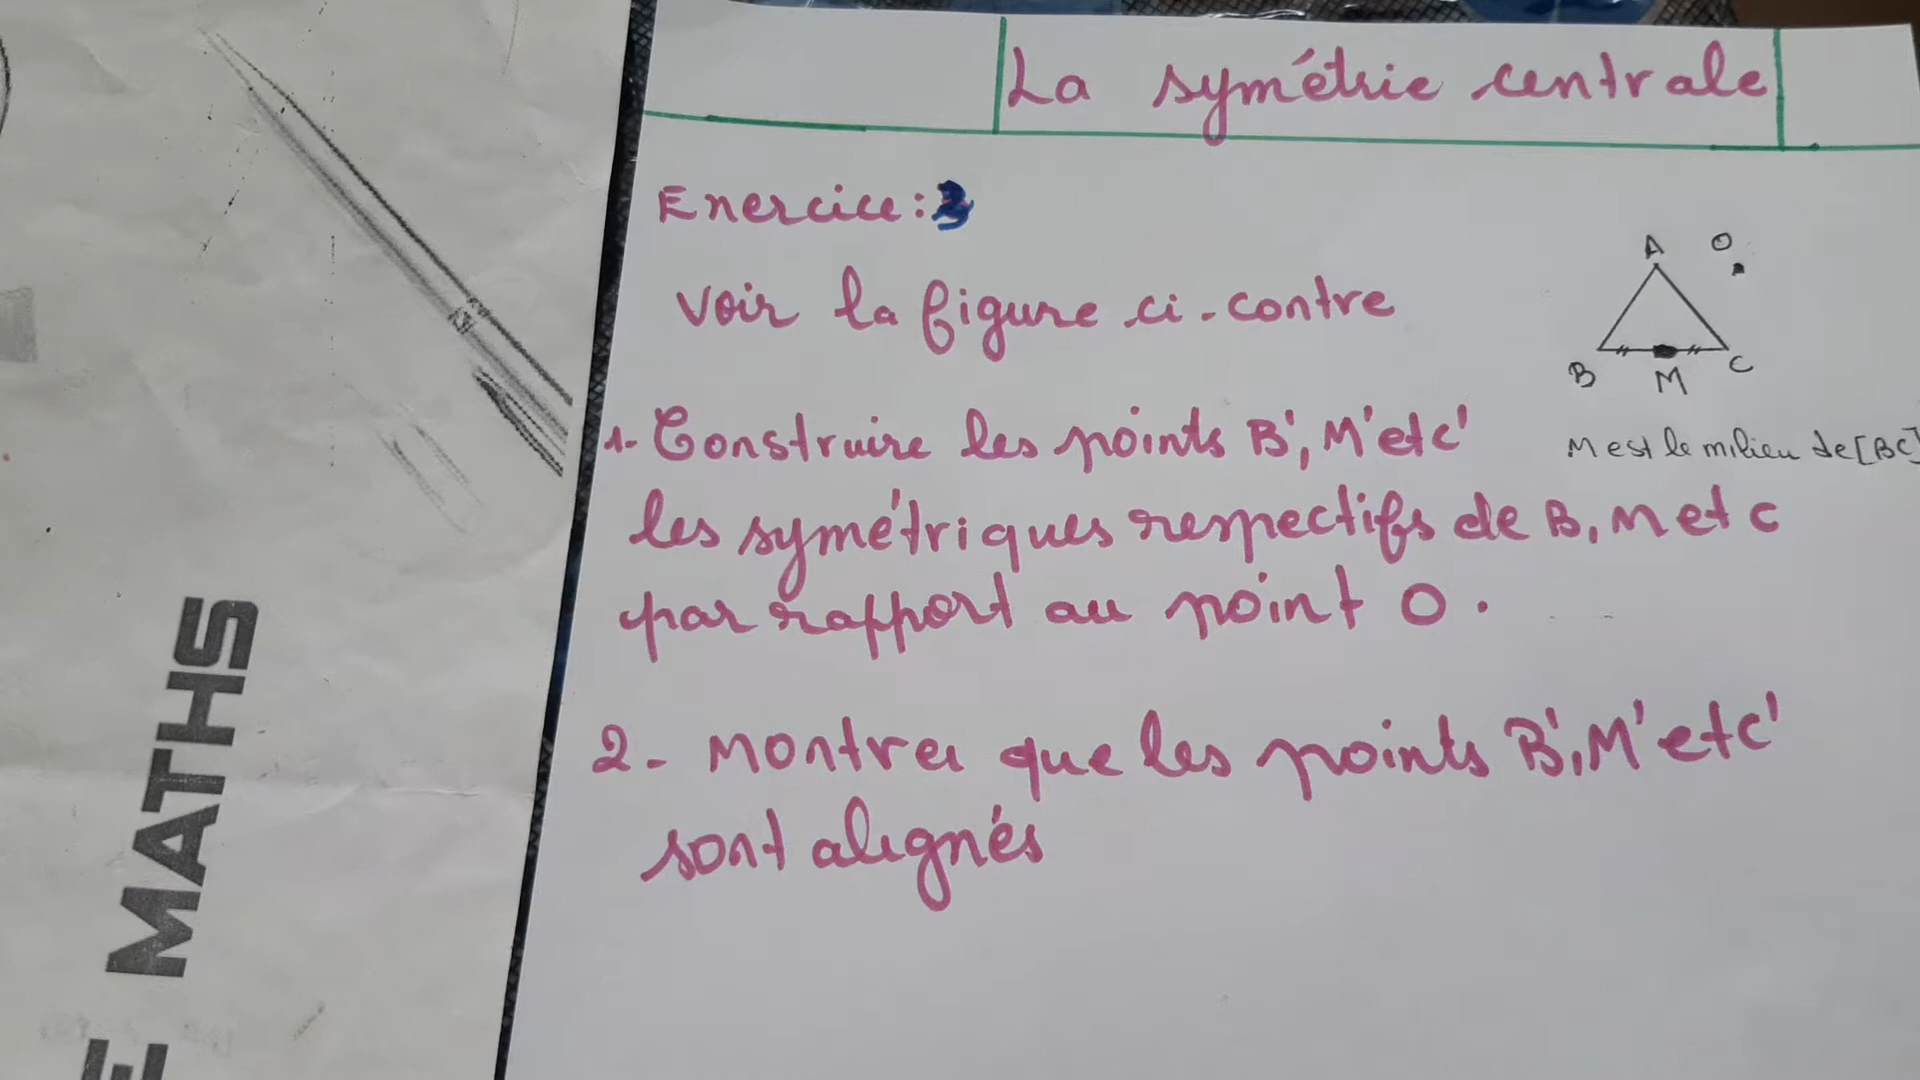 La symétrie centrale
Exercice :
Voir la figure ci-contre
A O
B M C
M est le milieu de [BC]
1- Construire les points B', M' et C'
les symétriques respectifs de B, M et C
par rapport au point O.
2- Montrer que les points B', M' et C'
sont alignés
E MATHS